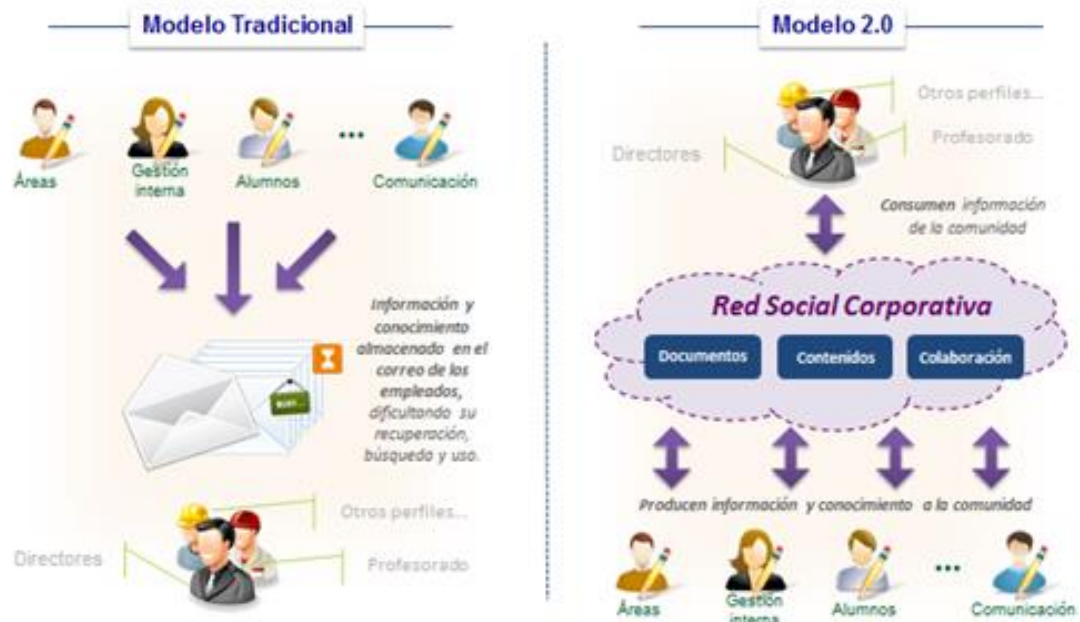 Modelo Tradicional
Áreas
Gestión
interna
Alumnos
...
Comunicación
Información y
conocimiento
almacenado en el
correo de los
empleados,
dificultando su
recuperación,
búsqueda y uso.
Otros perfiles...
Directores
Profesorado
Modelo 2.0
Otros perfiles...
Profesorado
Directores
Consumen información
de la comunidad
Red Social Corporativa
Documentos
Contenidos
Colaboración
Producen información y conocimiento a la comunidad
Áreas
Gestión
interna
Alumnos
...
Comunicación